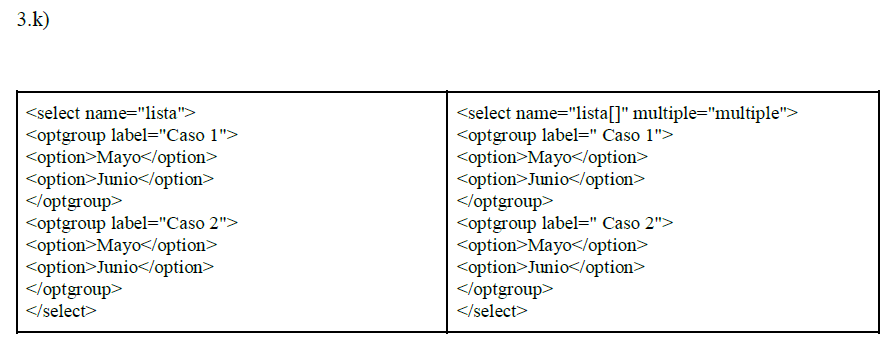 3.k)
<select name="lista">
<optgroup label="Caso 1">
<option>Mayo</option>
<option>Junio</option>
</optgroup>
<optgroup label="Caso 2">
<option>Mayo</option>
<option>Junio</option>
</optgroup>
</select>
<select name="lista[]" multiple="multiple">
<optgroup label=" Caso 1">
<option>Mayo</option>
<option>Junio</option>
</optgroup>
<optgroup label=" Caso 2">
<option>Mayo</option>
<option>Junio</option>
</optgroup>
</select>